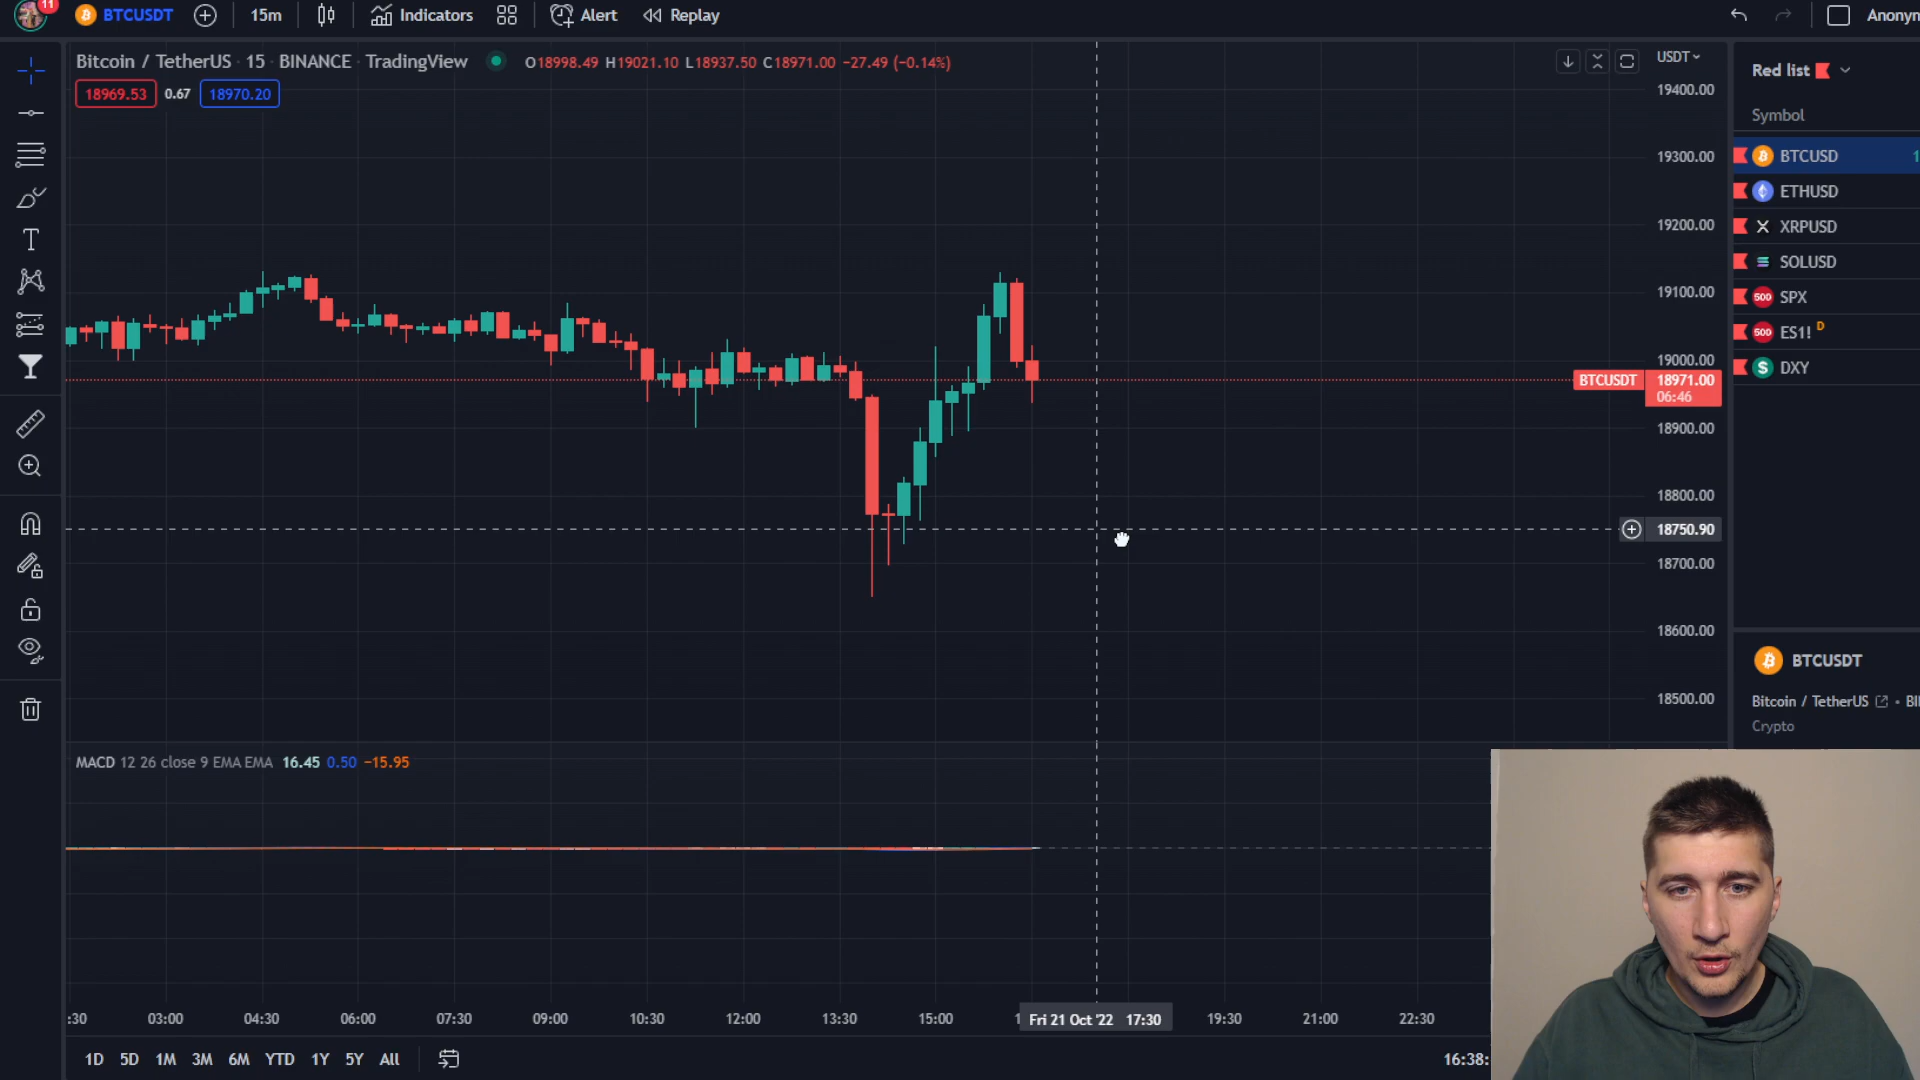 11
BTCUSDT
15m
Indicators
Alert
Replay
Anonym
Bitcoin / TetherUS · 15 · BINANCE · TradingView
O18998.49 H19021.10 L18937.50 C18971.00 −27.49 (−0.14%)
18969.53
0.67
18970.20
USDT
19400.00
19300.00
19200.00
19100.00
19000.00
BTCUSDT
18971.00
06:46
18900.00
18800.00
18750.90
18700.00
18600.00
18500.00
Red list
Symbol
BTCUSD
1
ETHUSD
XRPUSD
SOLUSD
500
SPX
500
ES1! D
DXY
BTCUSDT
Bitcoin / TetherUS • BI
Crypto
MACD 12 26 close 9 EMA EMA 16.45 0.50 −15.95
:30
03:00
04:30
06:00
07:30
09:00
10:30
12:00
13:30
15:00
1
Fri 21 Oct '22 17:30
19:30
21:00
22:30
1D
5D
1M
3M
6M
YTD
1Y
5Y
All
16:38: